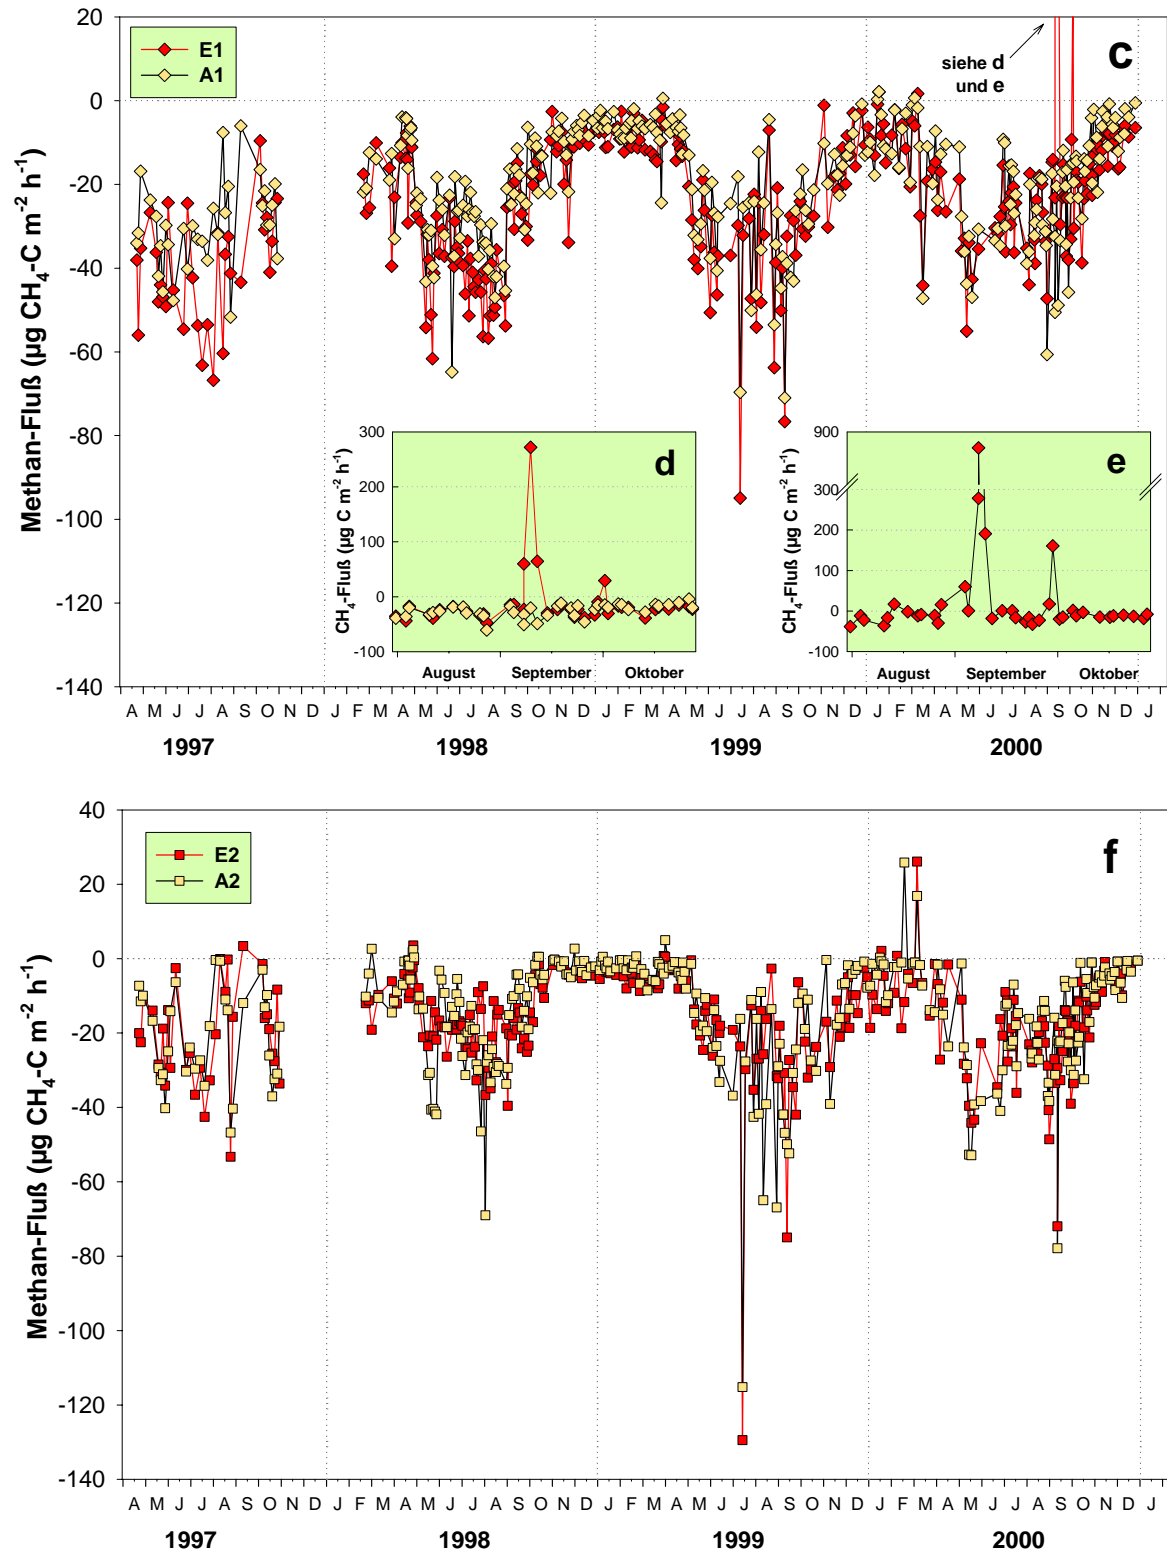 20
0
-20
-40
-60
-80
-100
-120
-140
Methan-Fluß (µg CH₄-C m⁻² h⁻¹)
E1
A1
siehe d
und e
c
300
200
100
0
-100
CH₄-Fluß (µg C m⁻² h⁻¹)
d
August September Oktober
900
300
200
100
0
-100
CH₄-Fluß (µg C m⁻² h⁻¹)
e
August September Oktober
A M J J A S O N D J F M A M J J A S O N D J F M A M J J A S O N D J F M A M J J A S O N D J
1997 1998 1999 2000
40
20
0
-20
-40
-60
-80
-100
-120
-140
Methan-Fluß (µg CH₄-C m⁻² h⁻¹)
E2
A2
f
A M J J A S O N D J F M A M J J A S O N D J F M A M J J A S O N D J F M A M J J A S O N D J
1997 1998 1999 2000